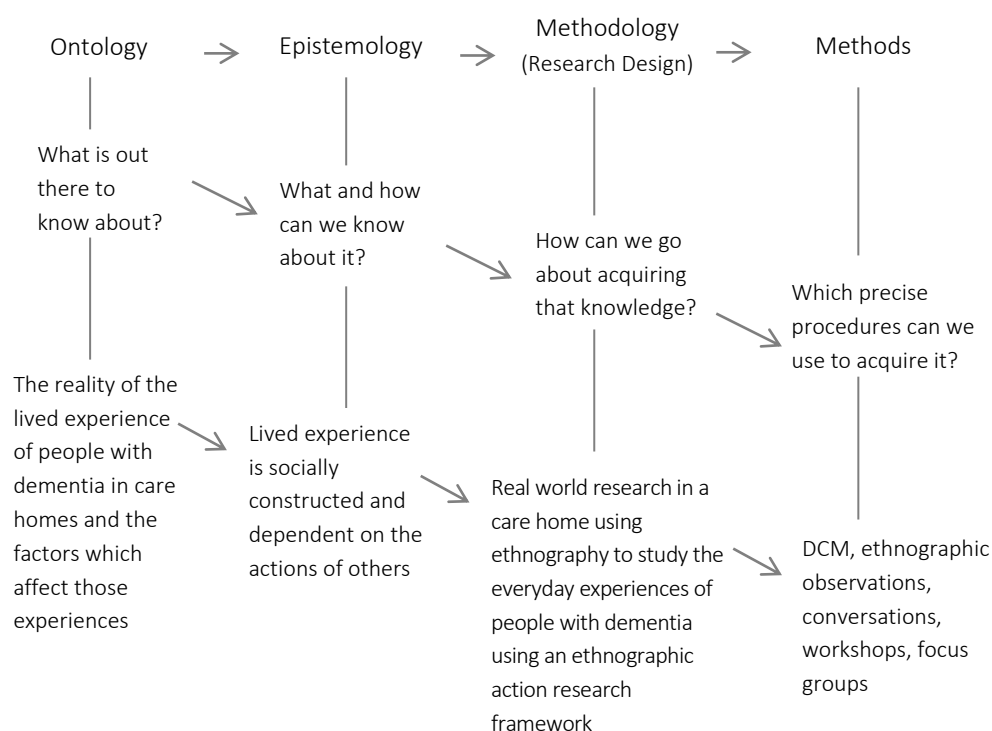 Ontology
Epistemology
Methodology
(Research Design)
Methods
What is out
there to
know about?
What and how
can we know
about it?
How can we go
about acquiring
that knowledge?
Which precise
procedures can we
use to acquire it?
The reality of the
lived experience
of people with
dementia in care
homes and the
factors which
affect those
experiences
Lived experience
is socially
constructed and
dependent on the
actions of others
Real world research in a
care home using
ethnography to study the
everyday experiences of
people with dementia
using an ethnographic
action research
framework
DCM, ethnographic
observations,
conversations,
workshops, focus
groups